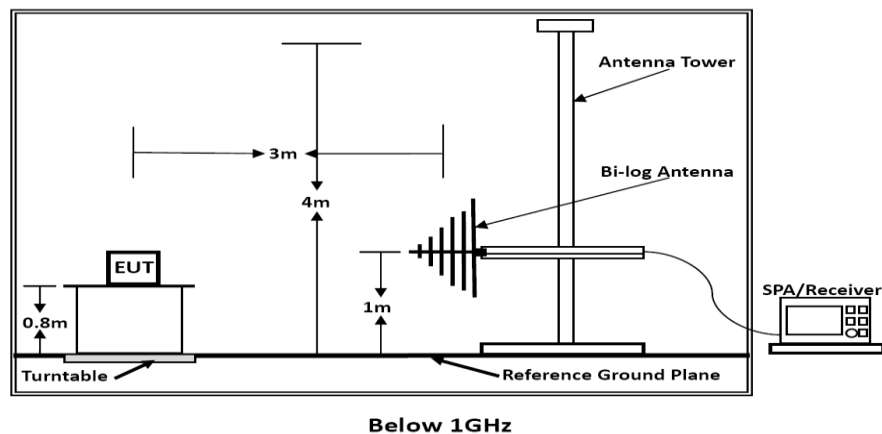 Antenna Tower
3m
Bi-log Antenna
4m
EUT
1m
SPA/Receiver
0.8m
Turntable
Reference Ground Plane
Below 1GHz